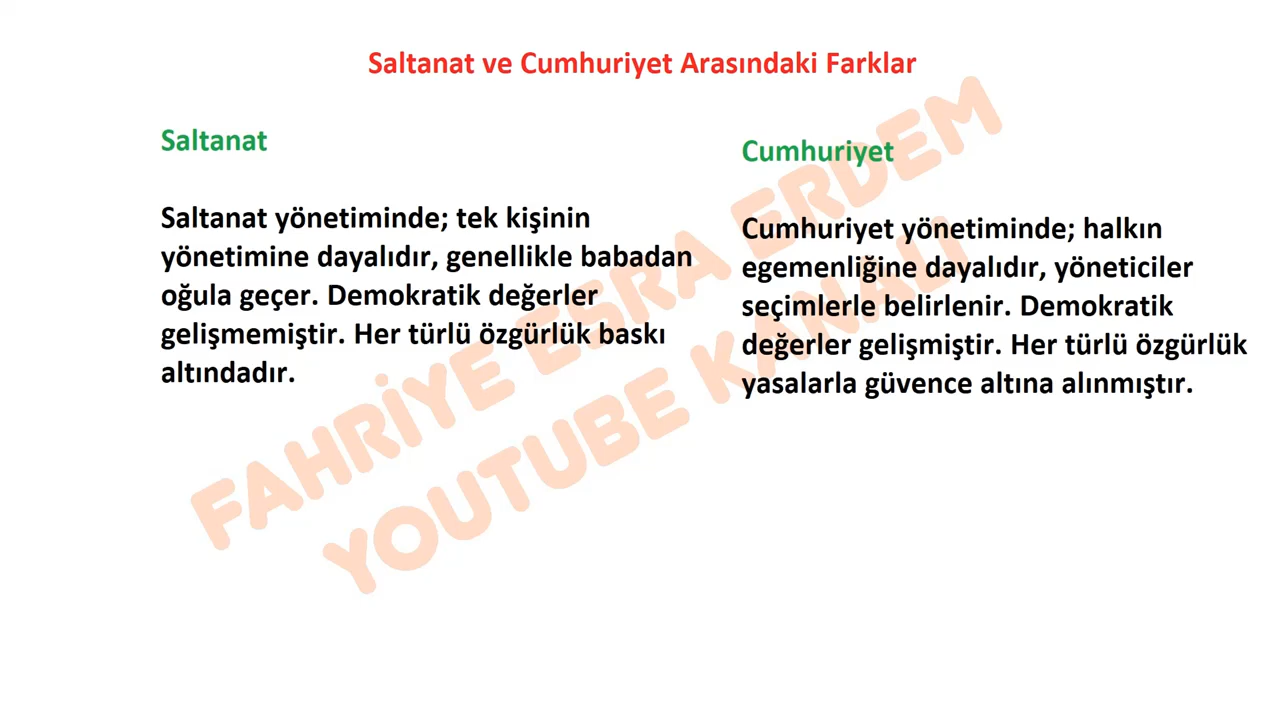 Saltanat ve Cumhuriyet Arasındaki Farklar
Saltanat
Saltanat yönetiminde; tek kişinin
yönetimine dayalıdır, genellikle babadan
oğula geçer. Demokratik değerler
gelişmemiştir. Her türlü özgürlük baskı
altındadır.
Cumhuriyet
Cumhuriyet yönetiminde; halkın
egemenliğine dayalıdır, yöneticiler
seçimlerle belirlenir. Demokratik
değerler gelişmiştir. Her türlü özgürlük
yasalarla güvence altına alınmıştır.
FAHRİYE ESRA ERDEM
YOUTUBE KANALI